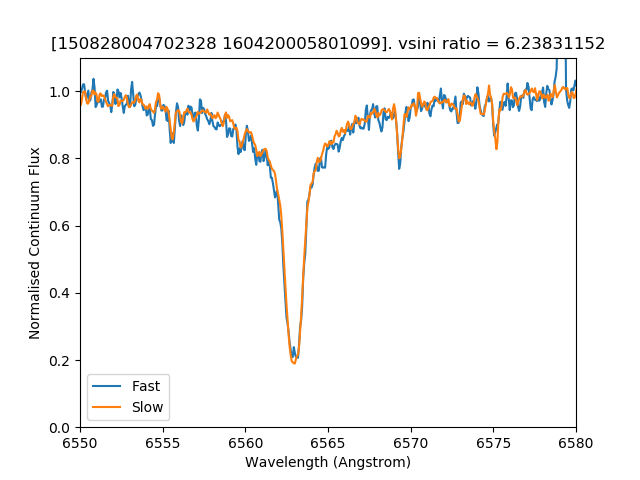 [150828004702328 160420005801099]. vsini ratio = 6.23831152
Normalised Continuum Flux
1.0
0.8
0.6
0.4
0.2
0.0
Fast
Slow
6550 6555 6560 6565 6570 6575 6580
Wavelength (Angstrom)